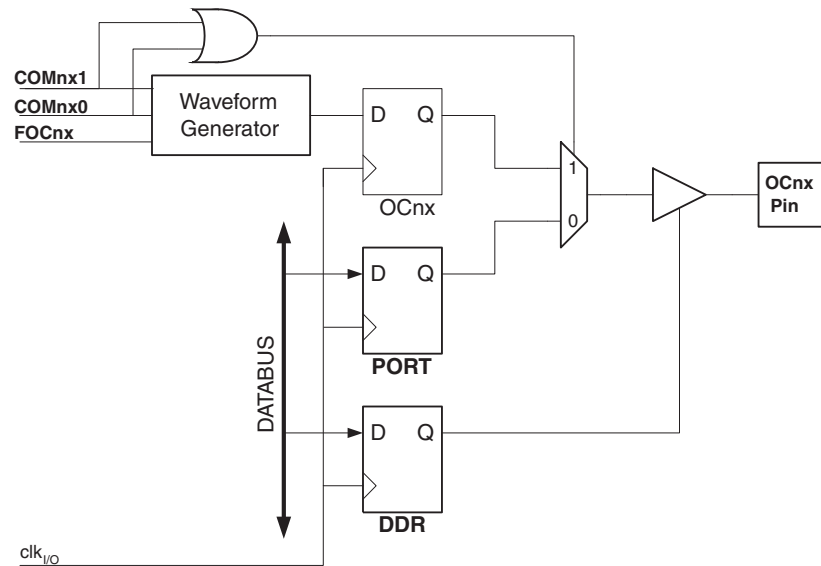 COMnx1
COMnx0
FOCnx
Waveform
Generator
D Q
OCnx
1
0
OCnx
Pin
D Q
PORT
DATABUS
D Q
DDR
clkI/O